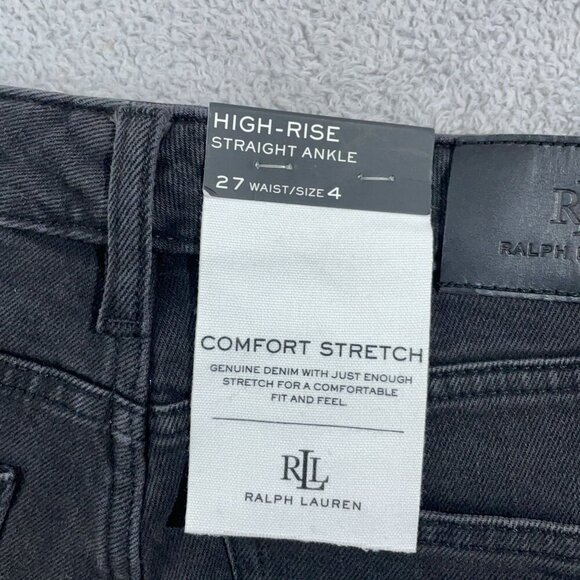 HIGH-RISE
STRAIGHT ANKLE
27 WAIST/SIZE 4
COMFORT STRETCH
GENUINE DENIM WITH JUST ENOUGH
STRETCH FOR A COMFORTABLE
FIT AND FEEL.
RLL
RALPH LAUREN
RALPH